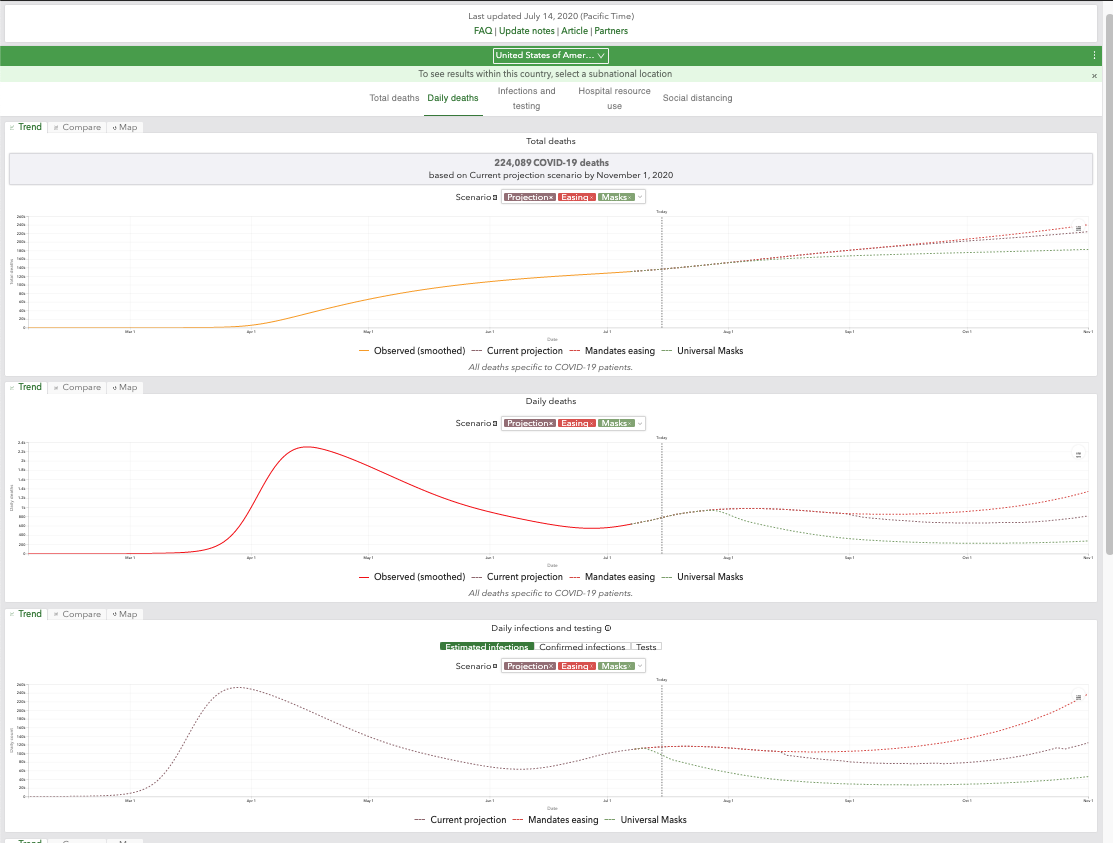 Last updated July 14, 2020 (Pacific Time)
FAQ | Update notes | Article | Partners
United States of Amer...
To see results within this country, select a subnational location
×
Total deaths Daily deaths Infections and testing Hospital resource use Social distancing
Trend Compare Map
Total deaths
224,089 COVID-19 deaths
based on Current projection scenario by November 1, 2020
Scenario Projection× Easing× Masks×
Today
260k
240k
220k
200k
180k
160k
140k
120k
100k
80k
60k
40k
20k
0
Total deaths
Mar 1 Apr 1 May 1 Jun 1 Jul 1 Aug 1 Sep 1 Oct 1 Nov 1
Date
Observed (smoothed) Current projection Mandates easing Universal Masks
All deaths specific to COVID-19 patients.
Trend Compare Map
Daily deaths
Scenario Projection× Easing× Masks×
Today
2.4k
2.2k
2k
1.8k
1.6k
1.4k
1.2k
1k
800
600
400
200
0
Daily deaths
Mar 1 Apr 1 May 1 Jun 1 Jul 1 Aug 1 Sep 1 Oct 1 Nov 1
Date
Observed (smoothed) Current projection Mandates easing Universal Masks
All deaths specific to COVID-19 patients.
Trend Compare Map
Daily infections and testing
Estimated infections Confirmed infections Tests
Scenario Projection× Easing× Masks×
Today
260k
240k
220k
200k
180k
160k
140k
120k
100k
80k
60k
40k
20k
0
Daily count
Mar 1 Apr 1 May 1 Jun 1 Jul 1 Aug 1 Sep 1 Oct 1 Nov 1
Date
Current projection Mandates easing Universal Masks